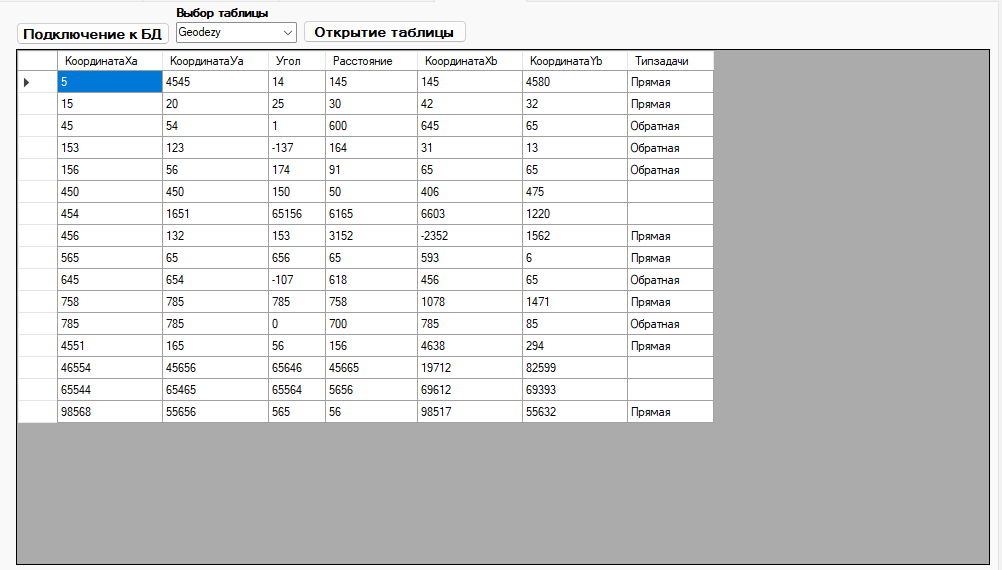 Выбор таблицы
Подключение к БД Geodezy Открытие таблицы
КоординатаXa КоординатаYa Угол Расстояние КоординатаXb КоординатаYb Типзадачи
5 4545 14 145 145 4580 Прямая
15 20 25 30 42 32 Прямая
45 54 1 600 645 65 Обратная
153 123 -137 164 31 13 Обратная
156 56 174 91 65 65 Обратная
450 450 150 50 406 475
454 1651 65156 6165 6603 1220
456 132 153 3152 -2352 1562 Прямая
565 65 656 65 593 6 Прямая
645 654 -107 618 456 65 Обратная
758 785 785 758 1078 1471 Прямая
785 785 0 700 785 85 Обратная
4551 165 56 156 4638 294 Прямая
46554 45656 65646 45665 19712 82599
65544 65465 65564 5656 69612 69393
98568 55656 565 56 98517 55632 Прямая